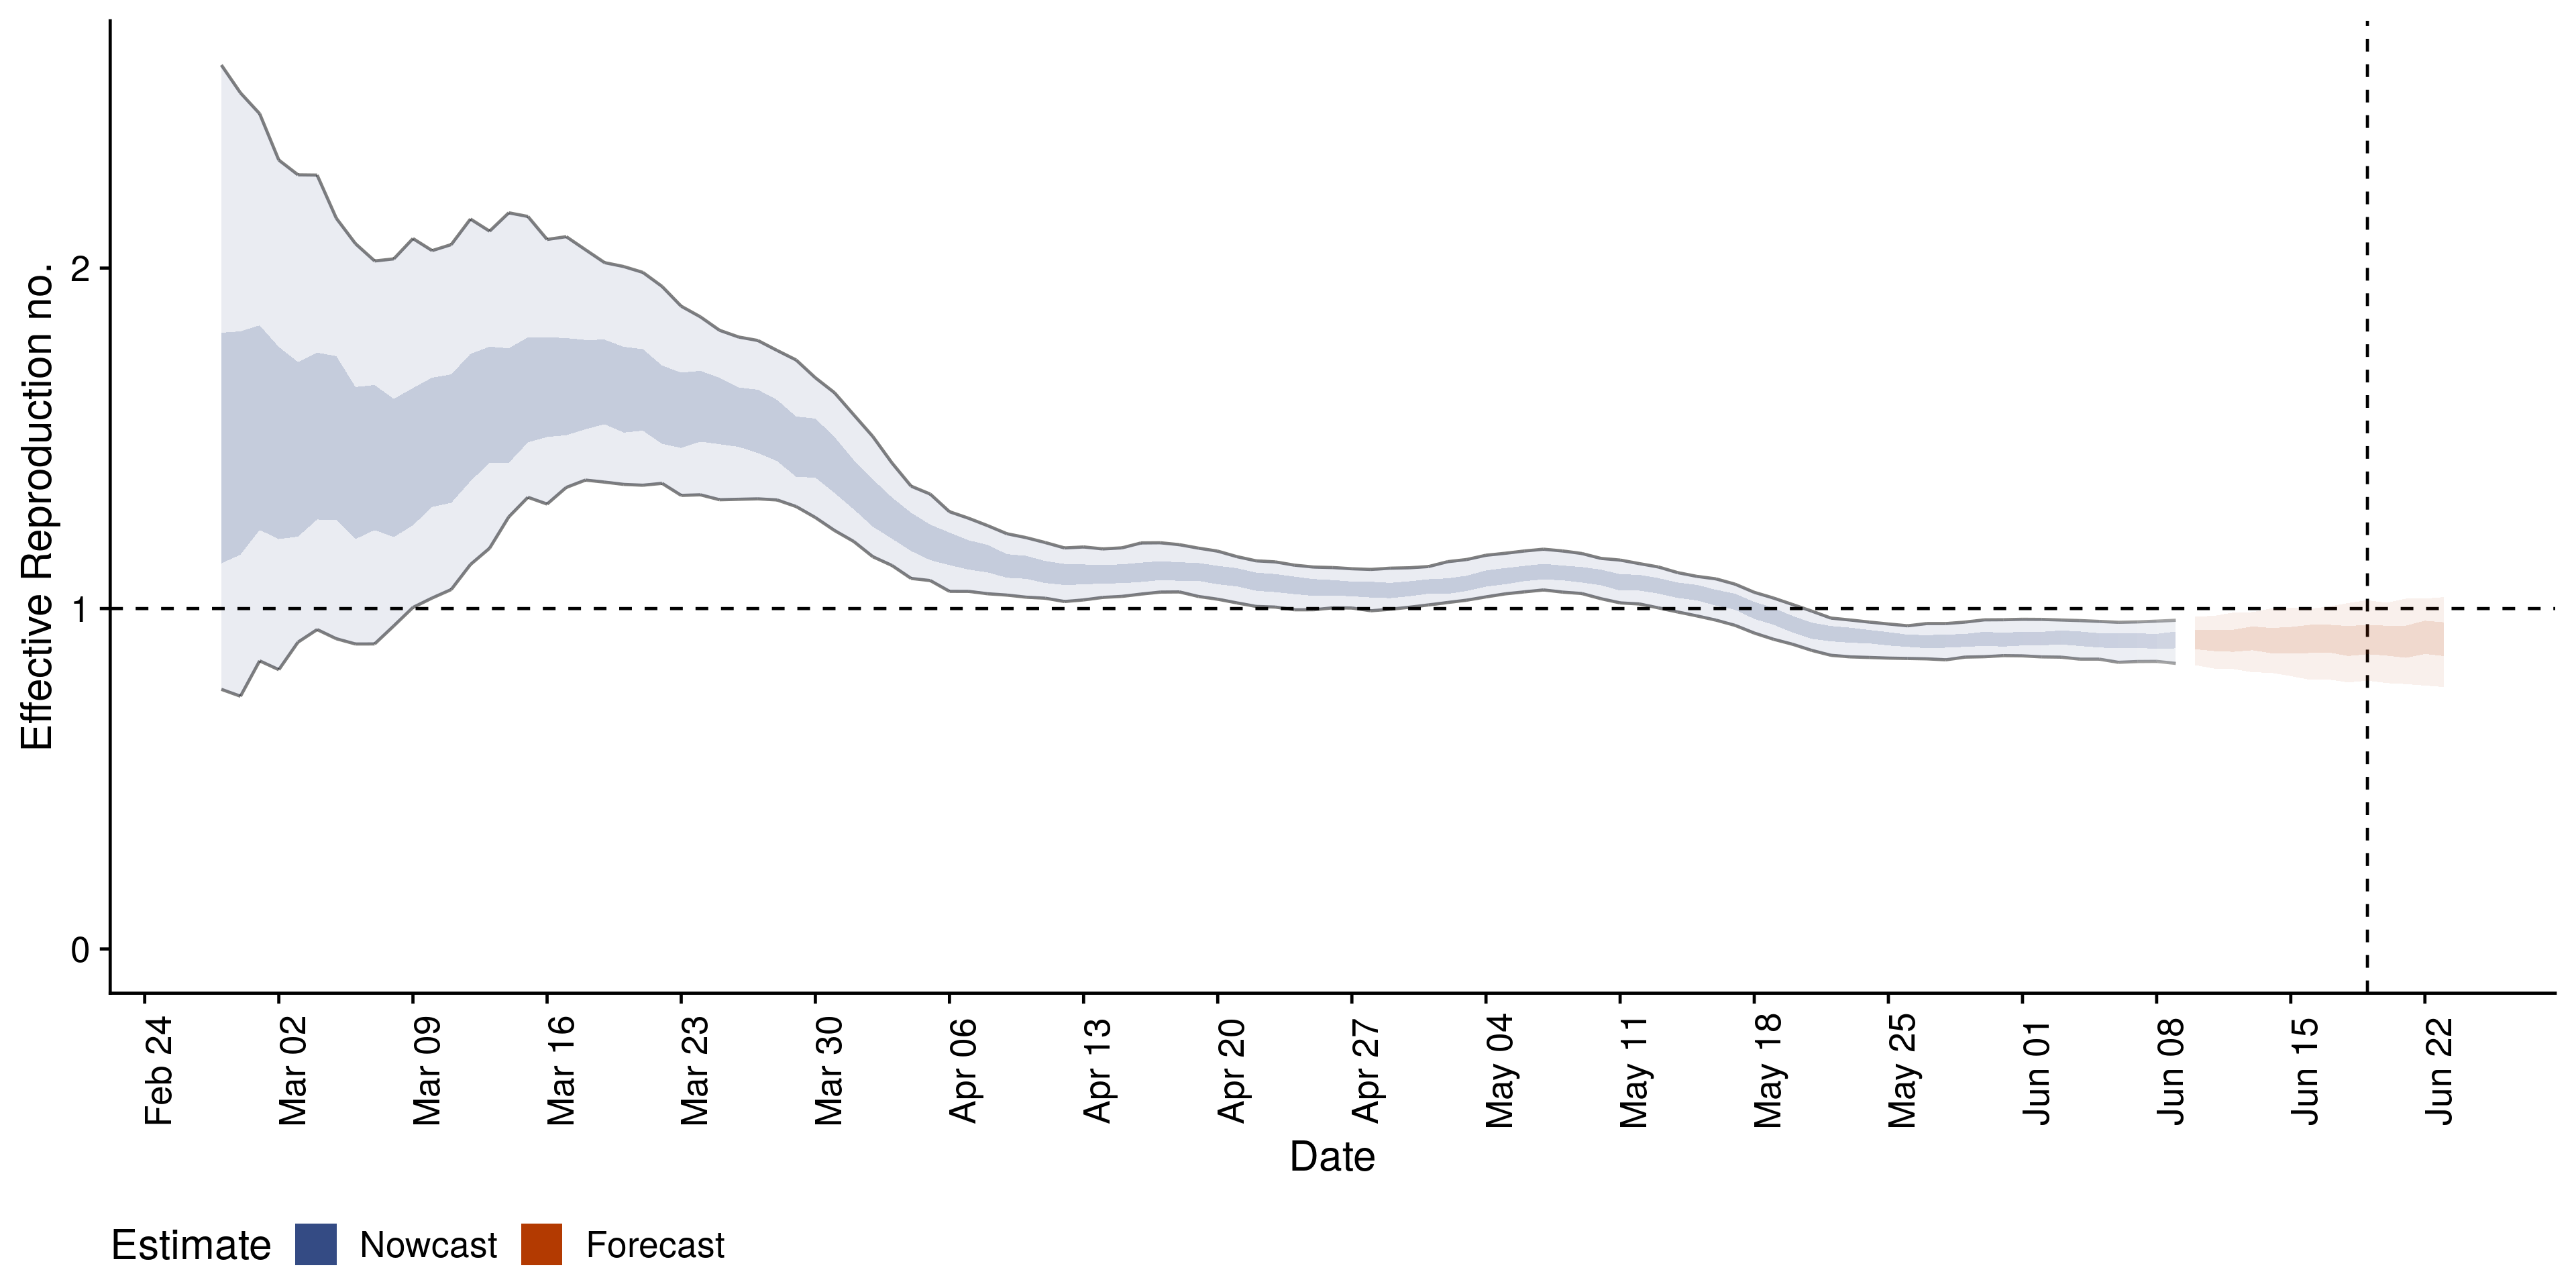 Effective Reproduction no.
2
1
0
Feb 24
Mar 02
Mar 09
Mar 16
Mar 23
Mar 30
Apr 06
Apr 13
Apr 20
Apr 27
May 04
May 11
May 18
May 25
Jun 01
Jun 08
Jun 15
Jun 22
Date
Estimate Nowcast Forecast